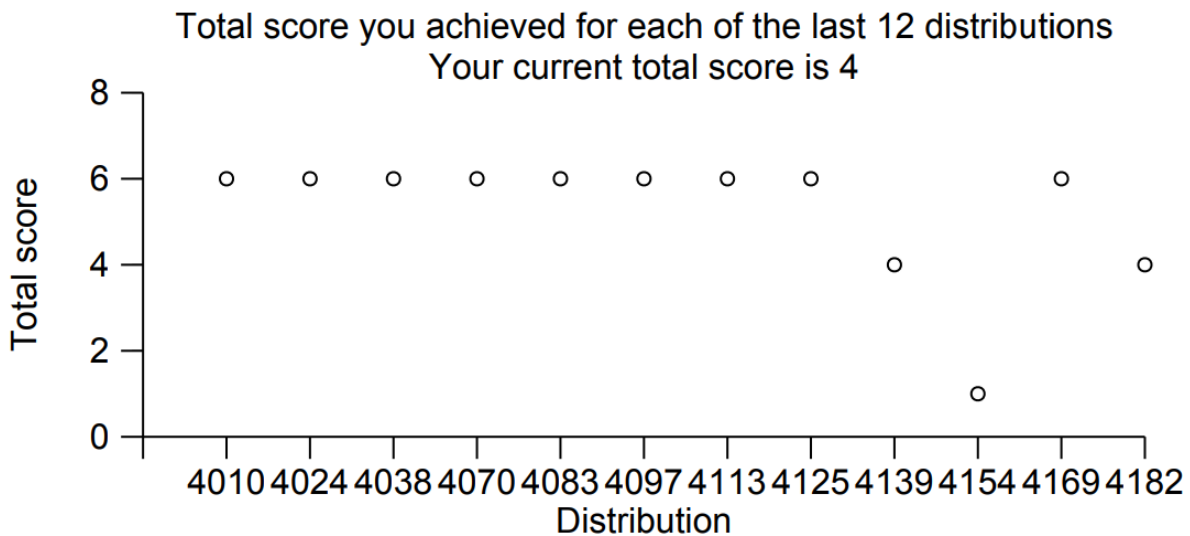 Total score you achieved for each of the last 12 distributions
Your current total score is 4
8
6
4
2
0
Total score
4010 4024 4038 4070 4083 4097 4113 4125 4139 4154 4169 4182
Distribution